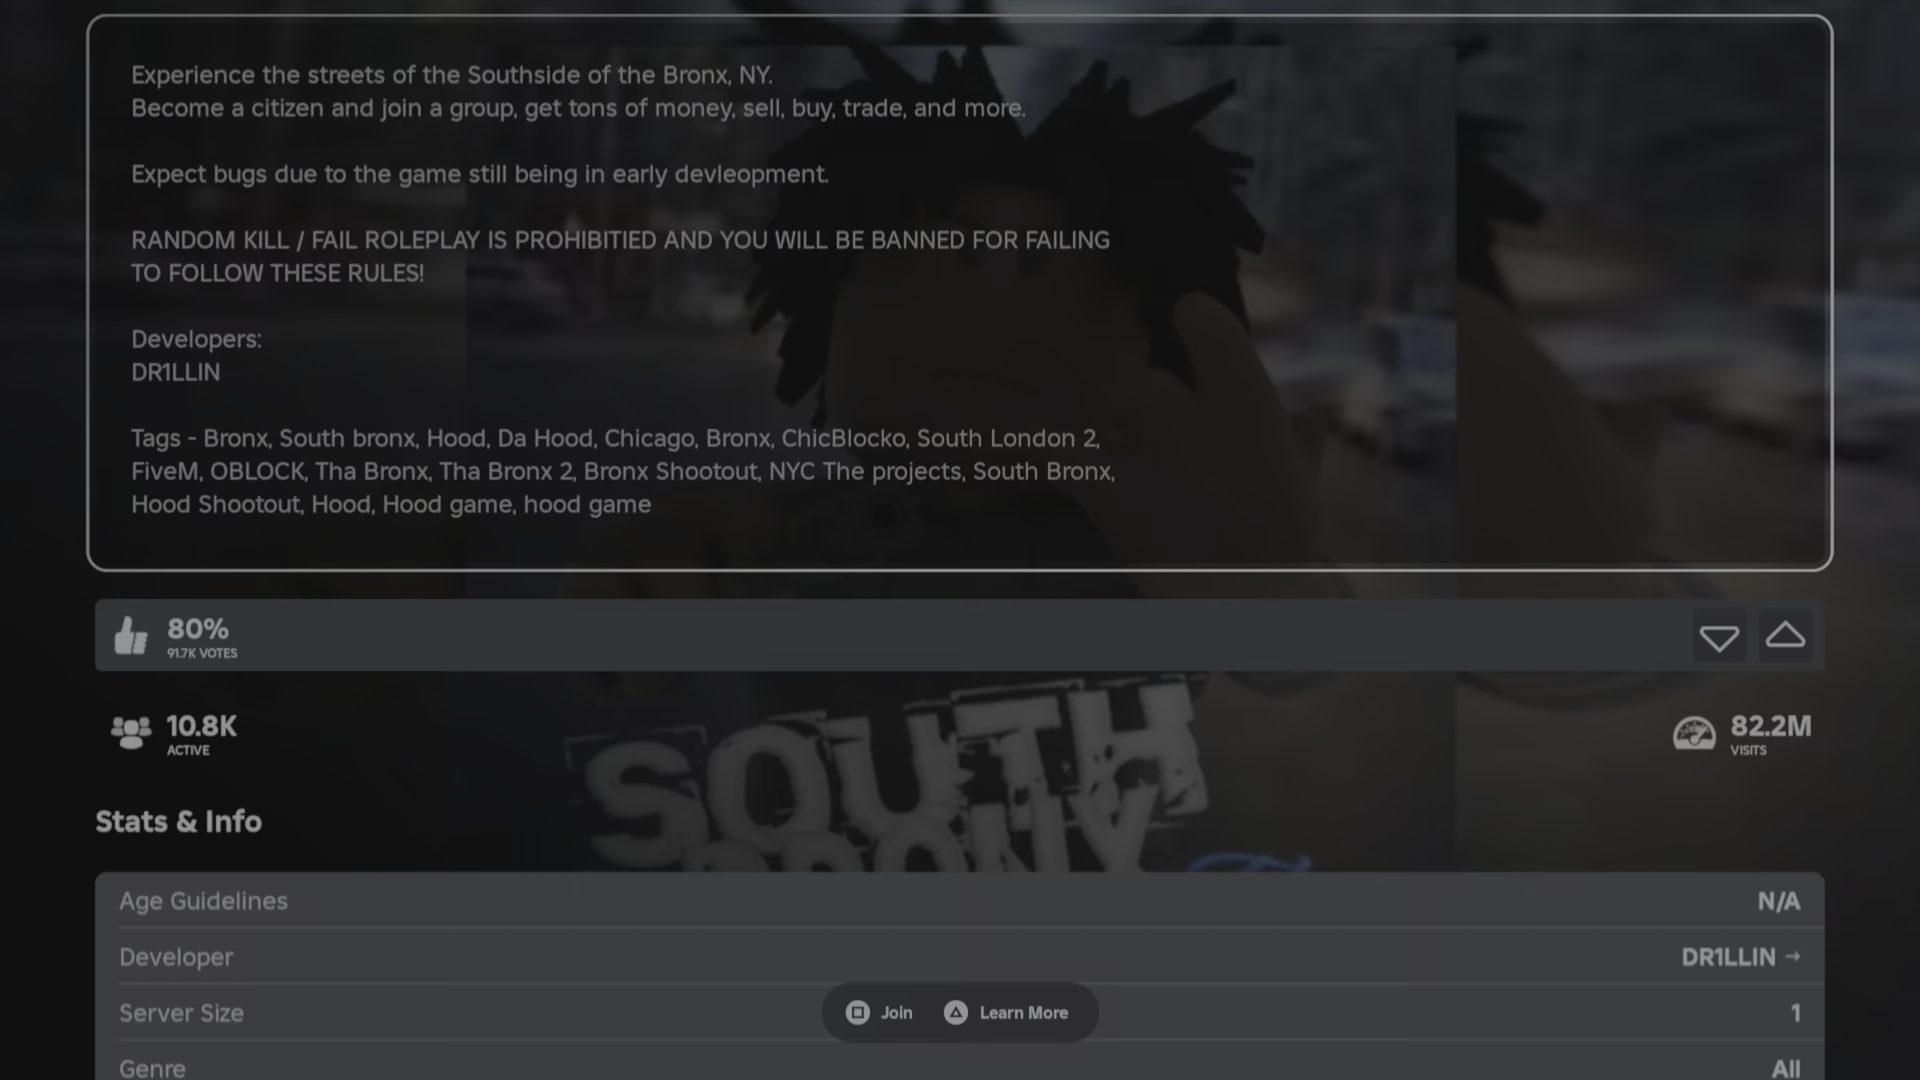 Experience the streets of the Southside of the Bronx, NY.
Become a citizen and join a group, get tons of money, sell, buy, trade, and more.
Expect bugs due to the game still being in early devleopment.
RANDOM KILL / FAIL ROLEPLAY IS PROHIBITIED AND YOU WILL BE BANNED FOR FAILING
TO FOLLOW THESE RULES!
Developers:
DR1LLIN
Tags - Bronx, South bronx, Hood, Da Hood, Chicago, Bronx, ChicBlocko, South London 2,
FiveM, OBLOCK, Tha Bronx, Tha Bronx 2, Bronx Shootout, NYC The projects, South Bronx,
Hood Shootout, Hood, Hood game, hood game
80%
91.7K VOTES
10.8K
ACTIVE
82.2M
VISITS
SOUTH
BRONX
Stats & Info
Age Guidelines N/A
Developer DR1LLIN →
Server Size 1
Join Learn More
Genre All